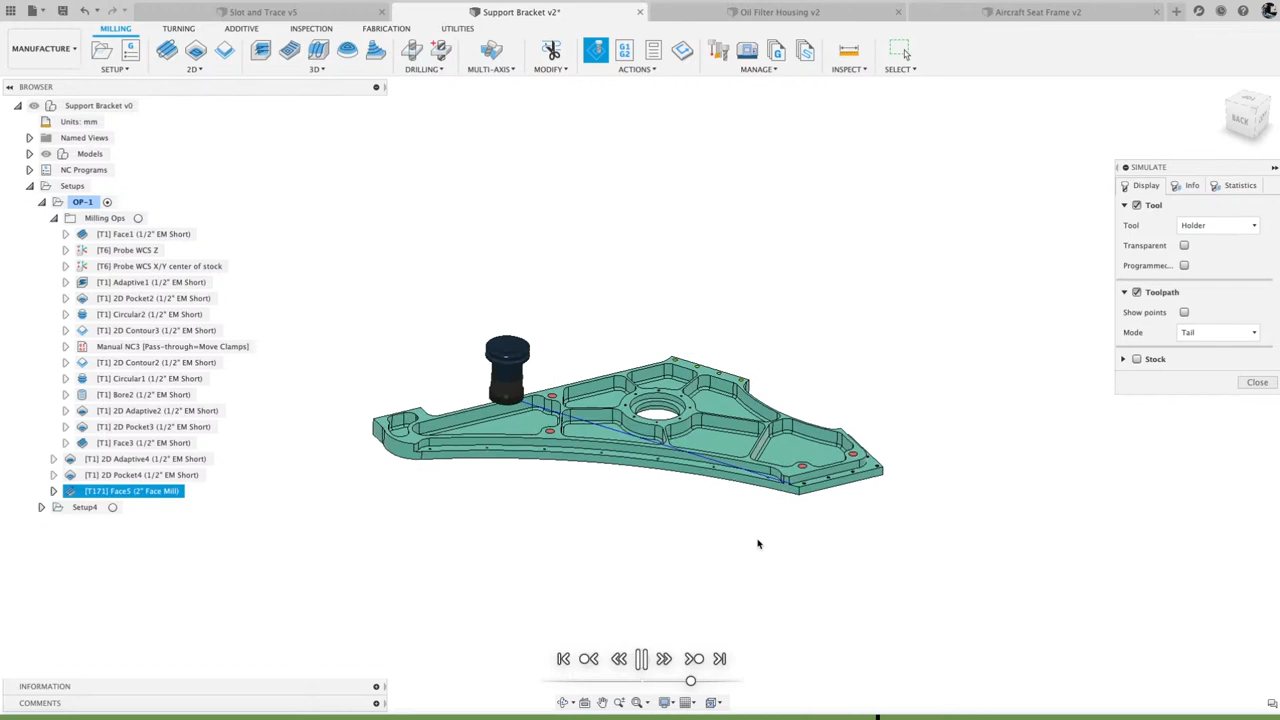 Slot and Trace v5
Support Bracket v2*
Oil Filter Housing v2
Aircraft Seat Frame v2
MILLING TURNING ADDITIVE INSPECTION FABRICATION UTILITIES
MANUFACTURE
G1
G2
SETUP 2D 3D DRILLING MULTI-AXIS MODIFY ACTIONS MANAGE INSPECT SELECT
BROWSER
Support Bracket v0
Units: mm
Named Views
Models
NC Programs
Setups
OP-1
Milling Ops
[T1] Face1 (1/2" EM Short)
[T6] Probe WCS Z
[T6] Probe WCS X/Y center of stock
[T1] Adaptive1 (1/2" EM Short)
[T1] 2D Pocket2 (1/2" EM Short)
[T1] Circular2 (1/2" EM Short)
[T1] 2D Contour3 (1/2" EM Short)
Manual NC3 [Pass-through=Move Clamps]
[T1] 2D Contour2 (1/2" EM Short)
[T1] Circular1 (1/2" EM Short)
[T1] Bore2 (1/2" EM Short)
[T1] 2D Adaptive2 (1/2" EM Short)
[T1] 2D Pocket3 (1/2" EM Short)
[T1] Face3 (1/2" EM Short)
[T1] 2D Adaptive4 (1/2" EM Short)
[T1] 2D Pocket4 (1/2" EM Short)
[T171] Face5 (2" Face Mill)
Setup4
BACK
SIMULATE
Display Info Statistics
Tool
Tool Holder
Transparent
Programmer...
Toolpath
Show points
Mode Tail
Stock
Close
INFORMATION
COMMENTS